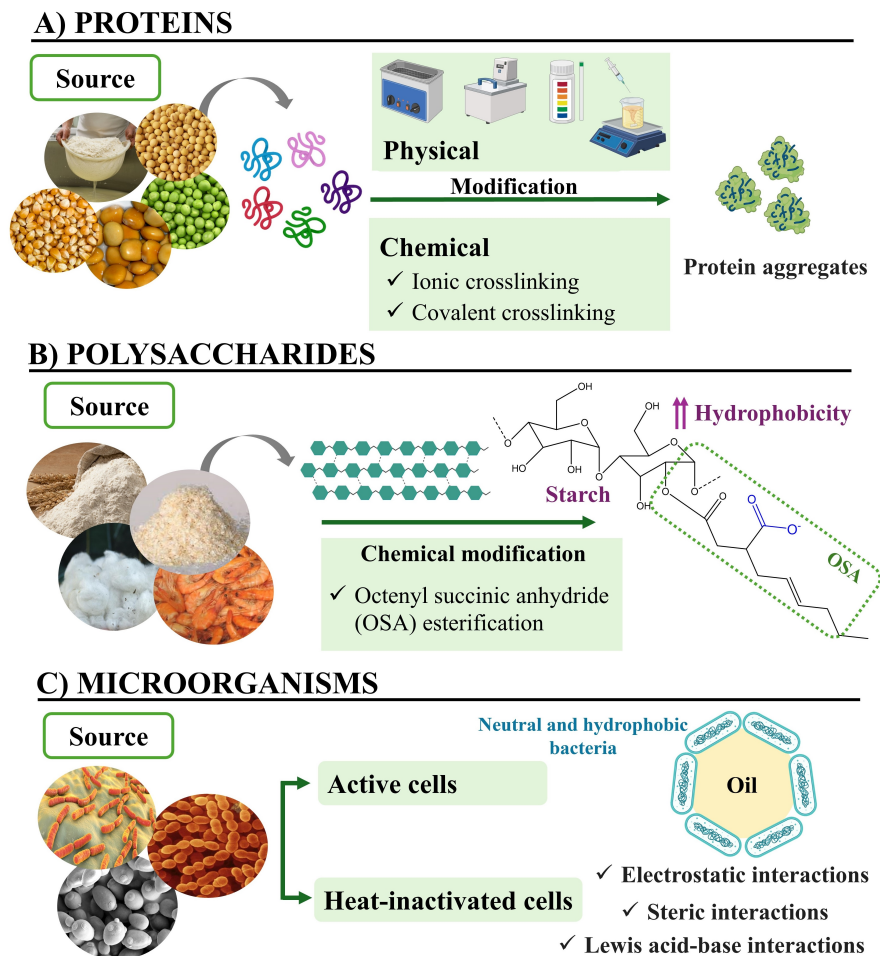 A) PROTEINS
Source
Physical
Modification
Chemical
✓ Ionic crosslinking
✓ Covalent crosslinking
Protein aggregates
B) POLYSACCHARIDES
Source
OH
O
O
HO
OH
Starch
OH
O
O
OH
O
O
Hydrophobicity
O
O
O-
OSA
Chemical modification
✓ Octenyl succinic anhydride
(OSA) esterification
C) MICROORGANISMS
Source
Active cells
Heat-inactivated cells
Neutral and hydrophobic
bacteria
Oil
✓ Electrostatic interactions
✓ Steric interactions
✓ Lewis acid-base interactions